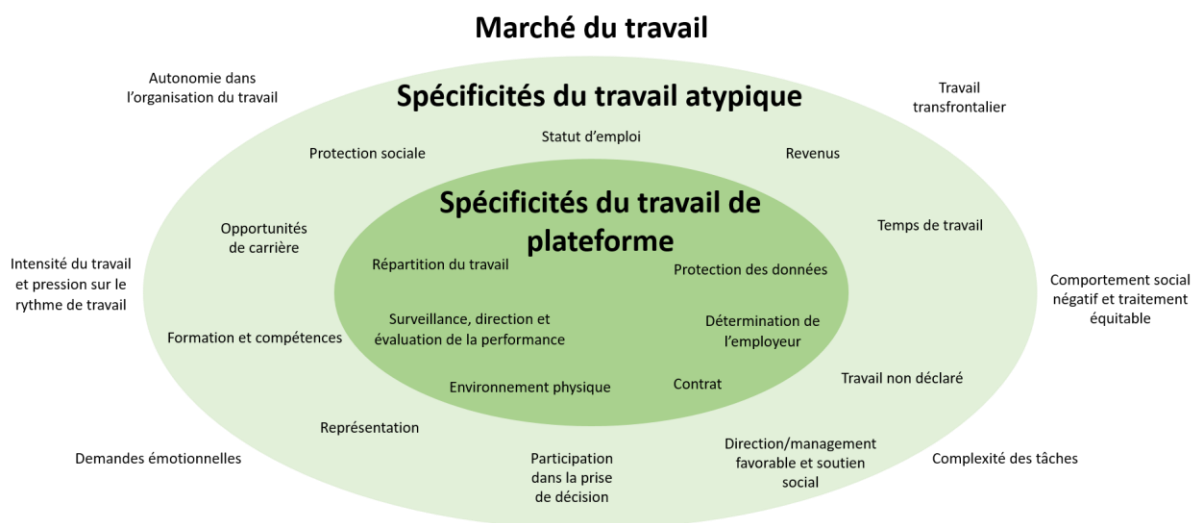 Marché du travail
Autonomie dans
l'organisation du travail
Spécificités du travail atypique
Travail
transfrontalier
Statut d'emploi
Protection sociale
Revenus
Spécificités du travail de
plateforme
Opportunités
de carrière
Temps de travail
Intensité du travail
et pression sur le
rythme de travail
Répartition du travail
Protection des données
Comportement social
négatif et traitement
équitable
Formation et compétences
Surveillance, direction et
évaluation de la performance
Détermination de
l'employeur
Environnement physique
Contrat
Travail non déclaré
Représentation
Demandes émotionnelles
Participation
dans la prise
de décision
Direction/management
favorable et soutien
social
Complexité des tâches